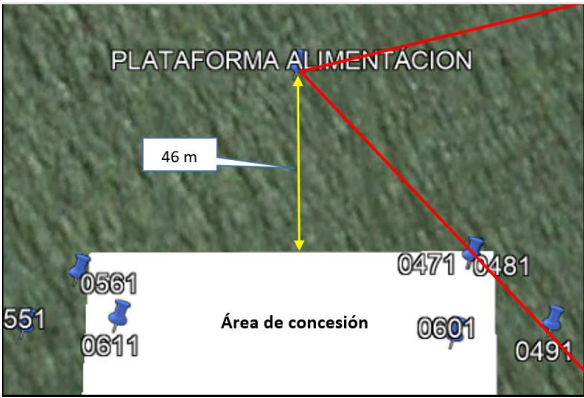 PLATAFORMA ALIMENTACION
46 m
0471 0481
0561
551
0611
Área de concesión
0601
0491